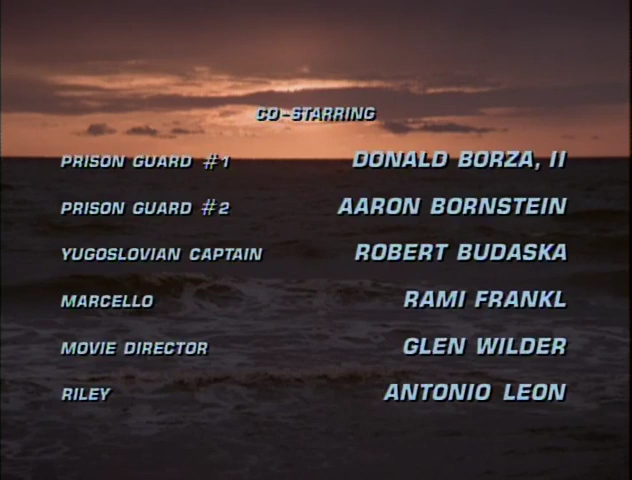 CO-STARRING
PRISON GUARD #1 DONALD BORZA, II
PRISON GUARD #2 AARON BORNSTEIN
YUGOSLOVIAN CAPTAIN ROBERT BUDASKA
MARCELLO RAMI FRANKL
MOVIE DIRECTOR GLEN WILDER
RILEY ANTONIO LEON